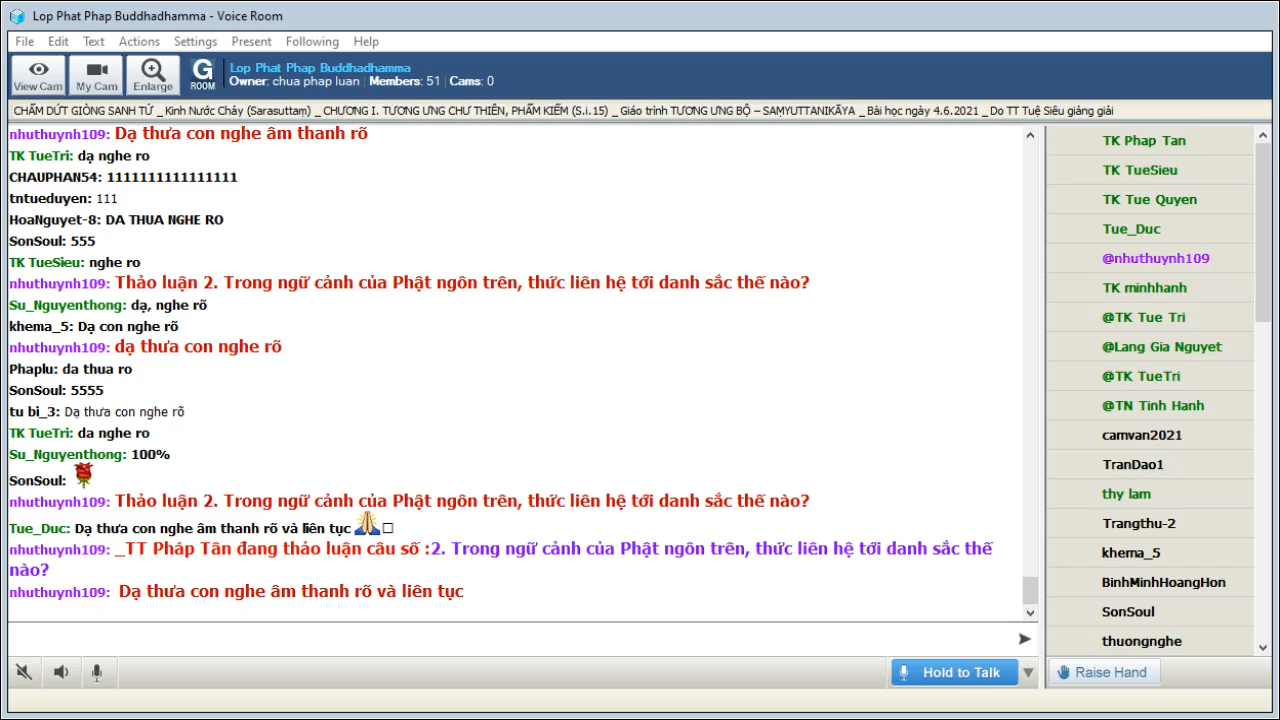 Lop Phat Phap Buddhadhamma - Voice Room
File Edit Text Actions Settings Present Following Help
View Cam My Cam Enlarge G ROOM
Lop Phat Phap Buddhadhamma
Owner: chua phap luan Members: 51 Cams: 0
CHẤM DỨT GIÒNG SANH TỬ _ Kinh Nước Chảy (Sarasuttaṃ) _ CHƯƠNG I. TƯƠNG ƯNG CHƯ THIÊN, PHẨM KIẾM (S.i.15) _ Giáo trình TƯƠNG ƯNG BỘ – SAṂYUTTANIKĀYA _ Bài học ngày 4.6.2021 _ Do TT Tuệ Siêu giảng giải
nhuthuynh109: Dạ thưa con nghe âm thanh rõ
TK TueTri: dạ nghe ro
CHAUPHAN54: 1111111111111111
tntueduyen: 111
HoaNguyet-8: DA THUA NGHE RO
SonSoul: 555
TK TueSieu: nghe ro
nhuthuynh109: Thảo luận 2. Trong ngữ cảnh của Phật ngôn trên, thức liên hệ tới danh sắc thế nào?
Su_Nguyenthong: dạ, nghe rõ
khema_5: Dạ con nghe rõ
nhuthuynh109: dạ thưa con nghe rõ
Phaplu: da thua ro
SonSoul: 5555
tu bi_3: Dạ thưa con nghe rõ
TK TueTri: da nghe ro
Su_Nguyenthong: 100%
SonSoul:
nhuthuynh109: Thảo luận 2. Trong ngữ cảnh của Phật ngôn trên, thức liên hệ tới danh sắc thế nào?
Tue_Duc: Dạ thưa con nghe âm thanh rõ và liên tục
nhuthuynh109: _TT Pháp Tân đang thảo luận câu số :2. Trong ngữ cảnh của Phật ngôn trên, thức liên hệ tới danh sắc thế
nào?
nhuthuynh109: Dạ thưa con nghe âm thanh rõ và liên tục
TK Phap Tan
TK TueSieu
TK Tue Quyen
Tue_Duc
@nhuthuynh109
TK minhhanh
@TK Tue Tri
@Lang Gia Nguyet
@TK TueTri
@TN Tinh Hanh
camvan2021
TranDao1
thy lam
Trangthu-2
khema_5
BinhMinhHoangHon
SonSoul
thuongnghe
Hold to Talk
Raise Hand